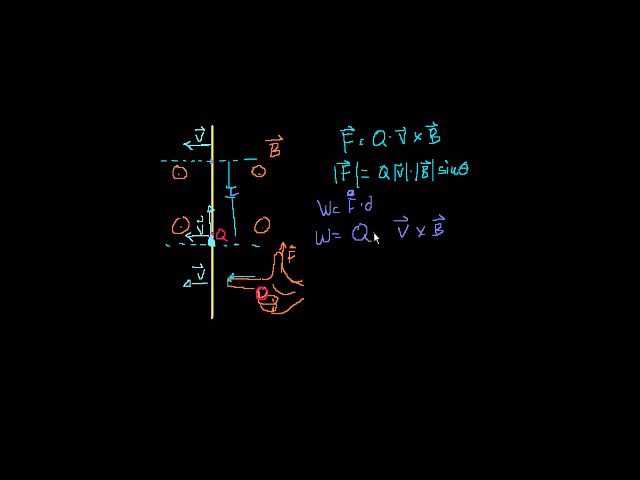 F = Q · V × B
|F| = Q|V|·|B| sinθ
W = F·d
W = Q V × B
V
B
L
V
Q
F
V